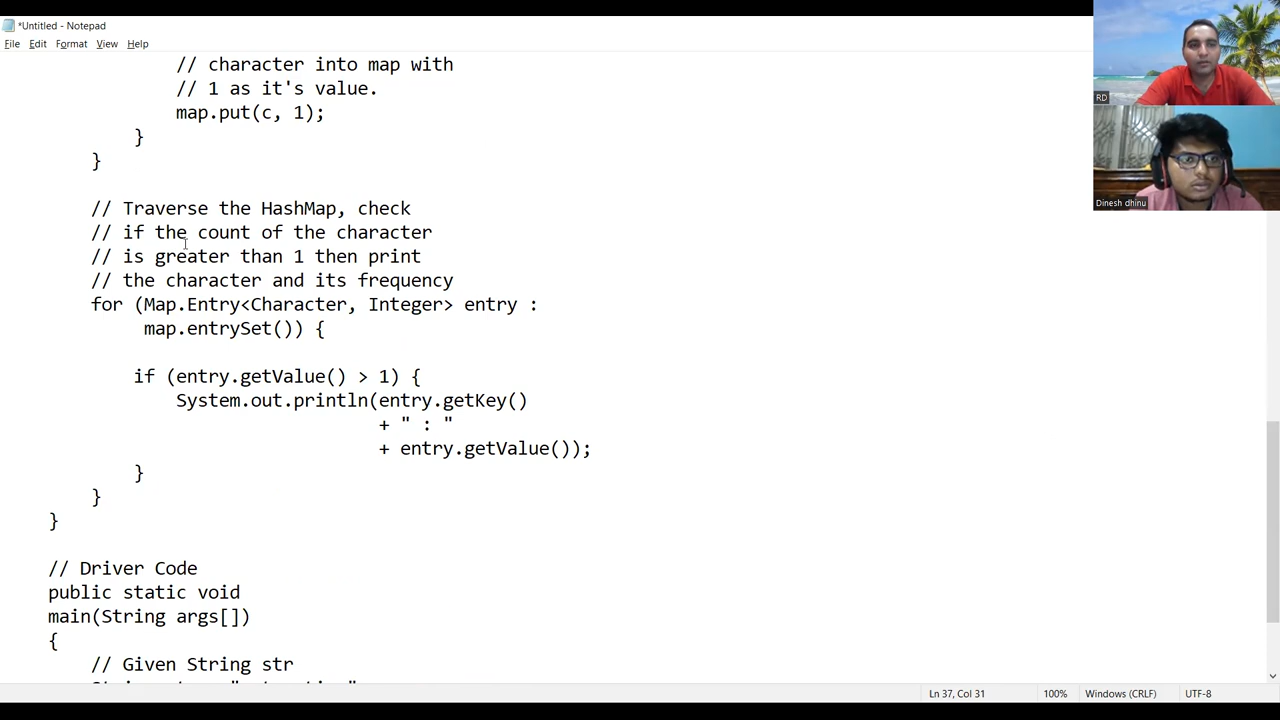 *Untitled - Notepad
File Edit Format View Help
// character into map with
// 1 as it's value.
map.put(c, 1);
}
}
// Traverse the HashMap, check
// if the count of the character
// is greater than 1 then print
// the character and its frequency
for (Map.Entry<Character, Integer> entry :
map.entrySet()) {
if (entry.getValue() > 1) {
System.out.println(entry.getKey()
+ " : "
+ entry.getValue());
}
}
}
// Driver Code
public static void
main(String args[])
{
// Given String str
Ln 37, Col 31 100% Windows (CRLF) UTF-8
RD
Dinesh dhinu